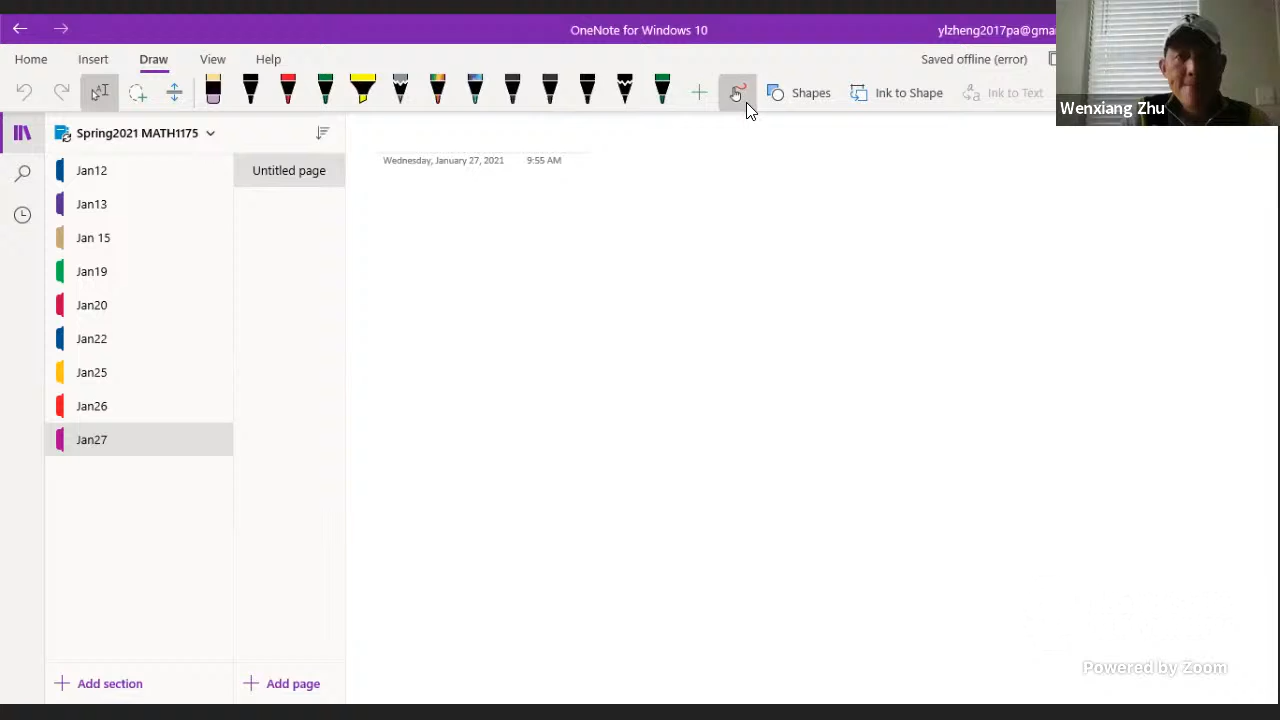 OneNote for Windows 10
ylzheng2017pa@gma
Home Insert Draw View Help
Saved offline (error)
Shapes
Ink to Shape
Ink to Text
Wenxiang Zhu
Spring2021 MATH1175
Wednesday, January 27, 2021 9:55 AM
Untitled page
Jan12
Jan13
Jan 15
Jan19
Jan20
Jan22
Jan25
Jan26
Jan27
Add section
Add page
Powered by Zoom